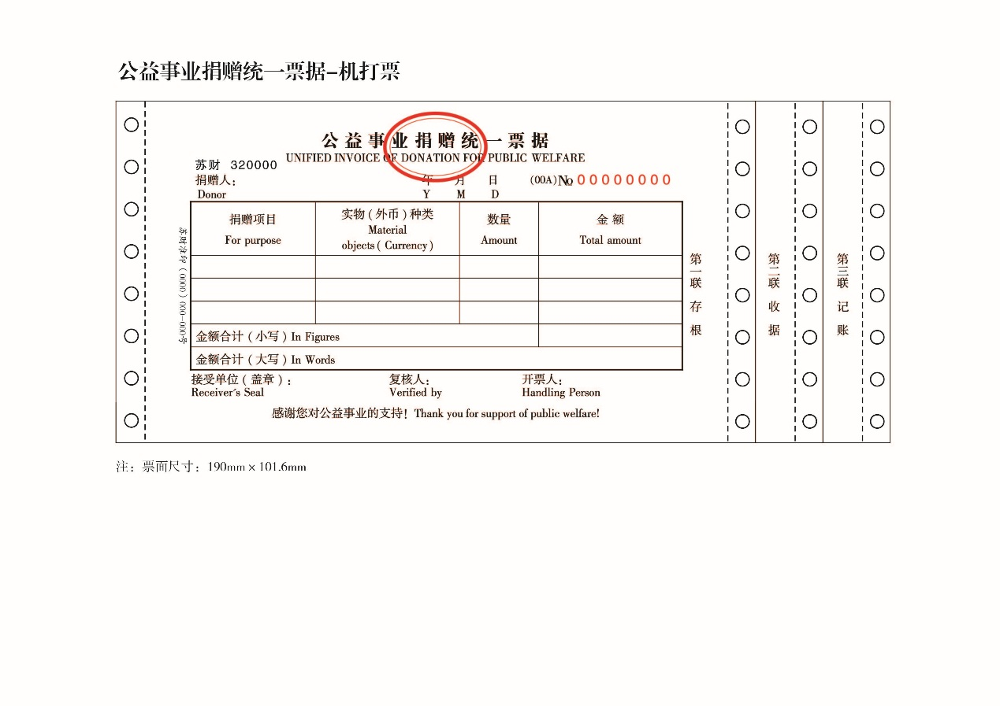 公益事业捐赠统一票据-机打票
公益事业捐赠统一票据
UNIFIED INVOICE OF DONATION FOR PUBLIC WELFARE
苏财 320000
捐赠人：
年 月 日
(00A)No 00000000
Donor
Y M D
捐赠项目
For purpose
实物（外币）种类
Material
objects ( Currency )
数量
Amount
金 额
Total amount
金额合计（小写）In Figures
金额合计（大写）In Words
接受单位（盖章）：
Receiver's Seal
复核人：
Verified by
开票人：
Handling Person
感谢您对公益事业的支持！Thank you for support of public welfare!
苏财准印（0000）000-000号
第一联 存根
第二联 收据
第三联 记账
注：票面尺寸：190mm × 101.6mm